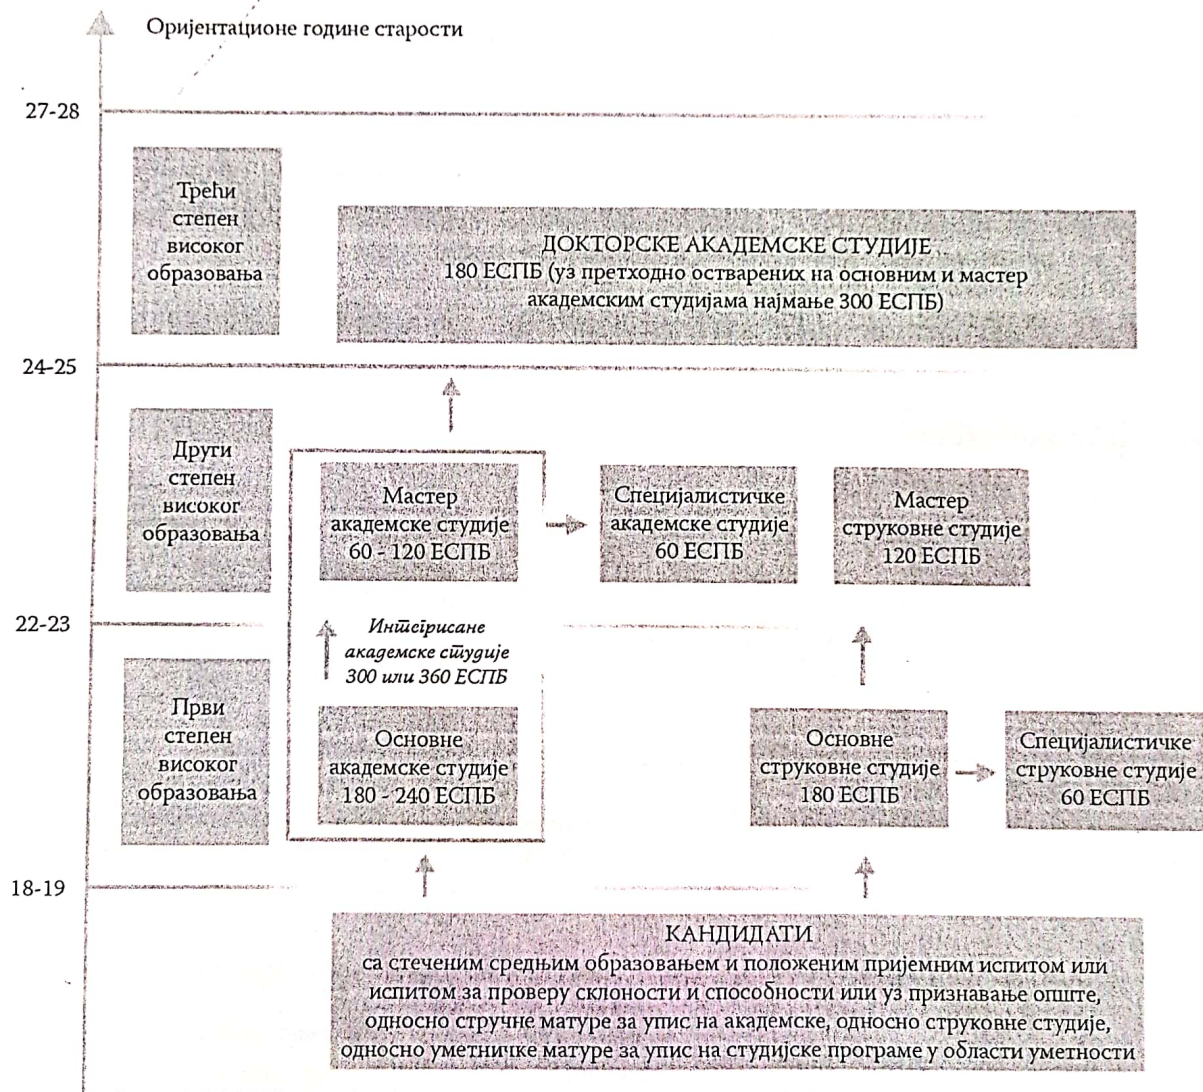 Оријентационе године старости
27-28
Трећи
степен
високог
образовања
ДОКТОРСКЕ АКАДЕМСКЕ СТУДИЈЕ
180 ЕСПБ (уз претходно остварених на основним и мастер
академским студијама најмање 300 ЕСПБ)
24-25
Други
степен
високог
образовања
Мастер
академске студије
60 - 120 ЕСПБ
Специјалистичке
академске студије
60 ЕСПБ
Мастер
струковне студије
120 ЕСПБ
22-23
Интегрисане
академске студије
300 или 360 ЕСПБ
Први
степен
високог
образовања
Основне
академске студије
180 - 240 ЕСПБ
Основне
струковне студије
180 ЕСПБ
Специјалистичке
струковне студије
60 ЕСПБ
18-19
КАНДИДАТИ
са стеченим средњим образовањем и положеним пријемним испитом или
испитом за проверу склоности и способности или уз признавање опште,
односно стручне матуре за упис на академске, односно струковне студије,
односно уметничке матуре за упис на студијске програме у области уметности